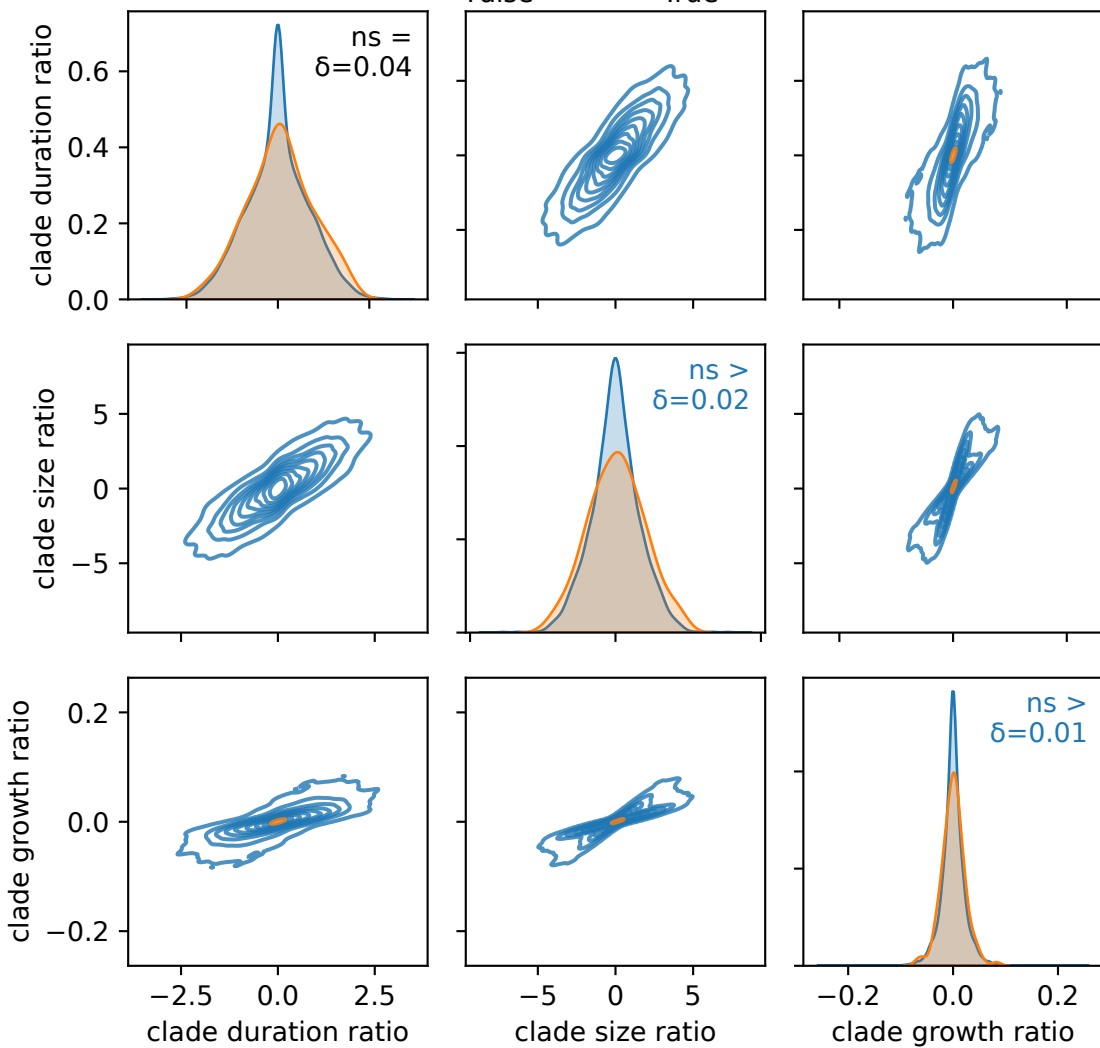 clade duration ratio
0.6
0.4
0.2
0.0
ns =
δ=0.04
clade size ratio
5
0
−5
ns >
δ=0.02
clade growth ratio
0.2
0.0
−0.2
ns >
δ=0.01
−2.5 0.0 2.5
−5 0 5
−0.2 0.0 0.2
clade duration ratio
clade size ratio
clade growth ratio